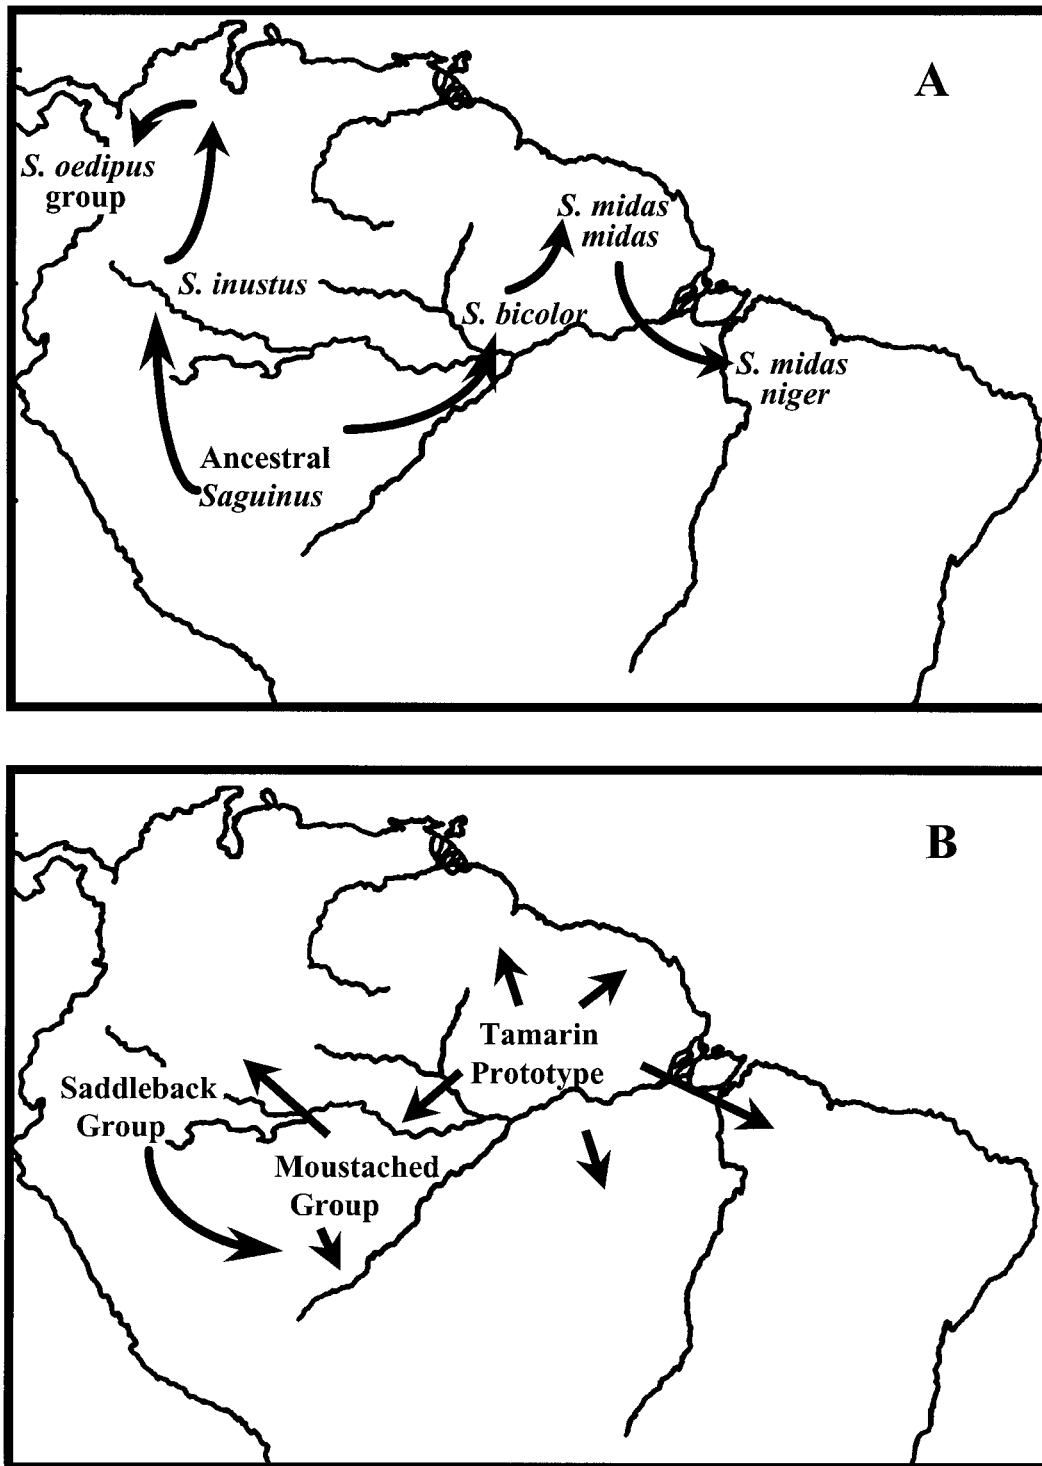 A
S. oedipus
group
S. midas
midas
S. inustus
S. bicolor
S. midas
niger
Ancestral
Saguinus
B
Tamarin
Prototype
Saddleback
Group
Moustached
Group